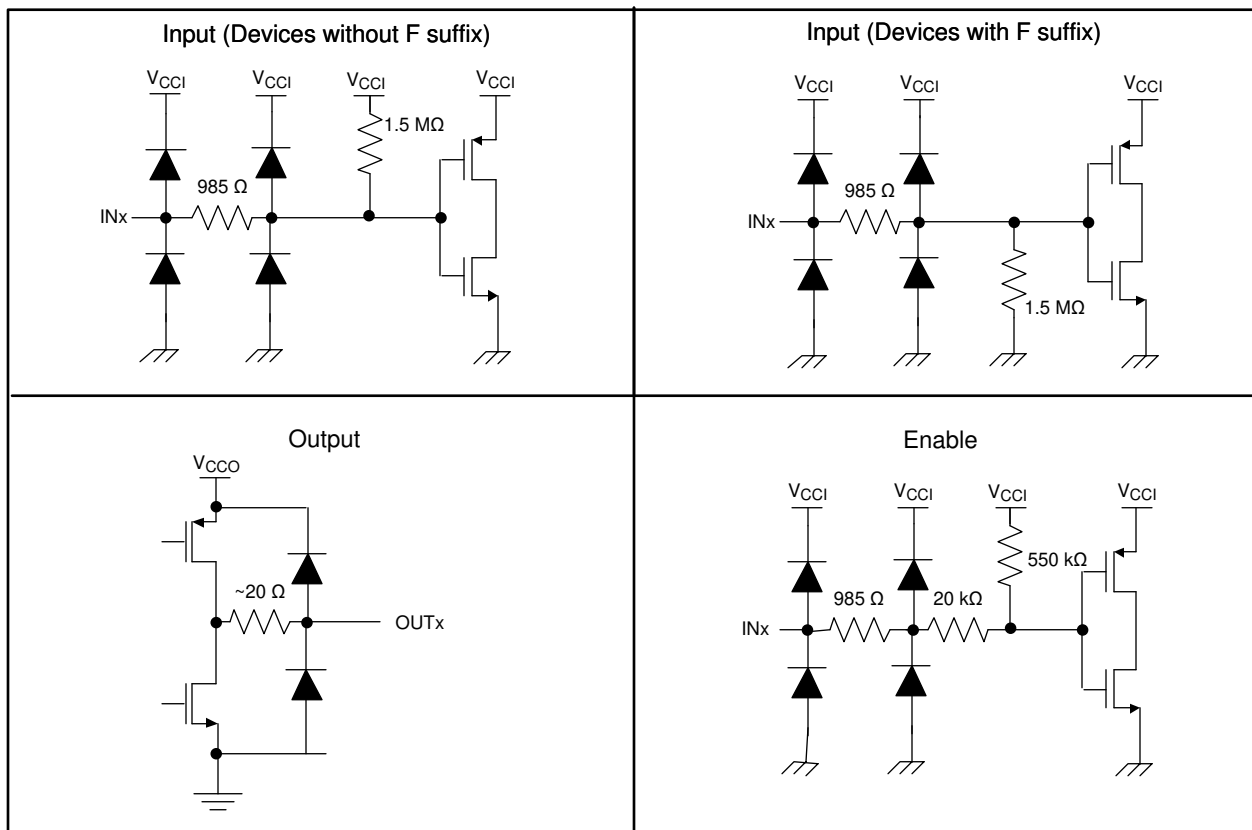 Input (Devices without F suffix)
VCCI VCCI VCCI VCCI
1.5 MΩ
985 Ω
INx
Input (Devices with F suffix)
VCCI VCCI VCCI
985 Ω
INx
1.5 MΩ
Output
VCCO
~20 Ω
OUTx
Enable
VCCI VCCI VCCI VCCI
550 kΩ
985 Ω 20 kΩ
INx